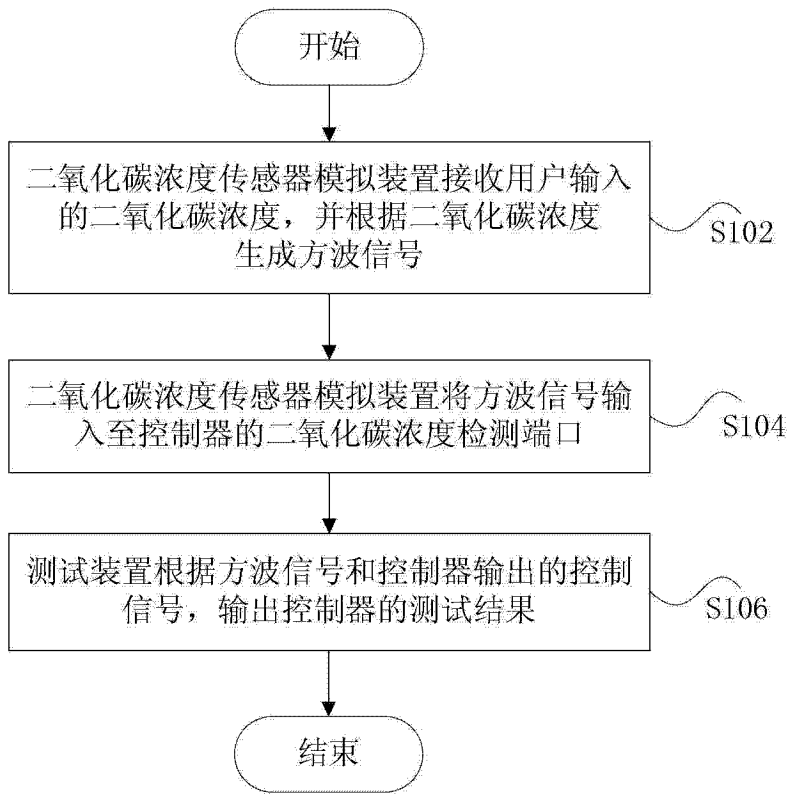 开始
二氧化碳浓度传感器模拟装置接收用户输入
的二氧化碳浓度，并根据二氧化碳浓度
生成方波信号
S102
二氧化碳浓度传感器模拟装置将方波信号输
入至控制器的二氧化碳浓度检测端口
S104
测试装置根据方波信号和控制器输出的控制
信号，输出控制器的测试结果
S106
结束